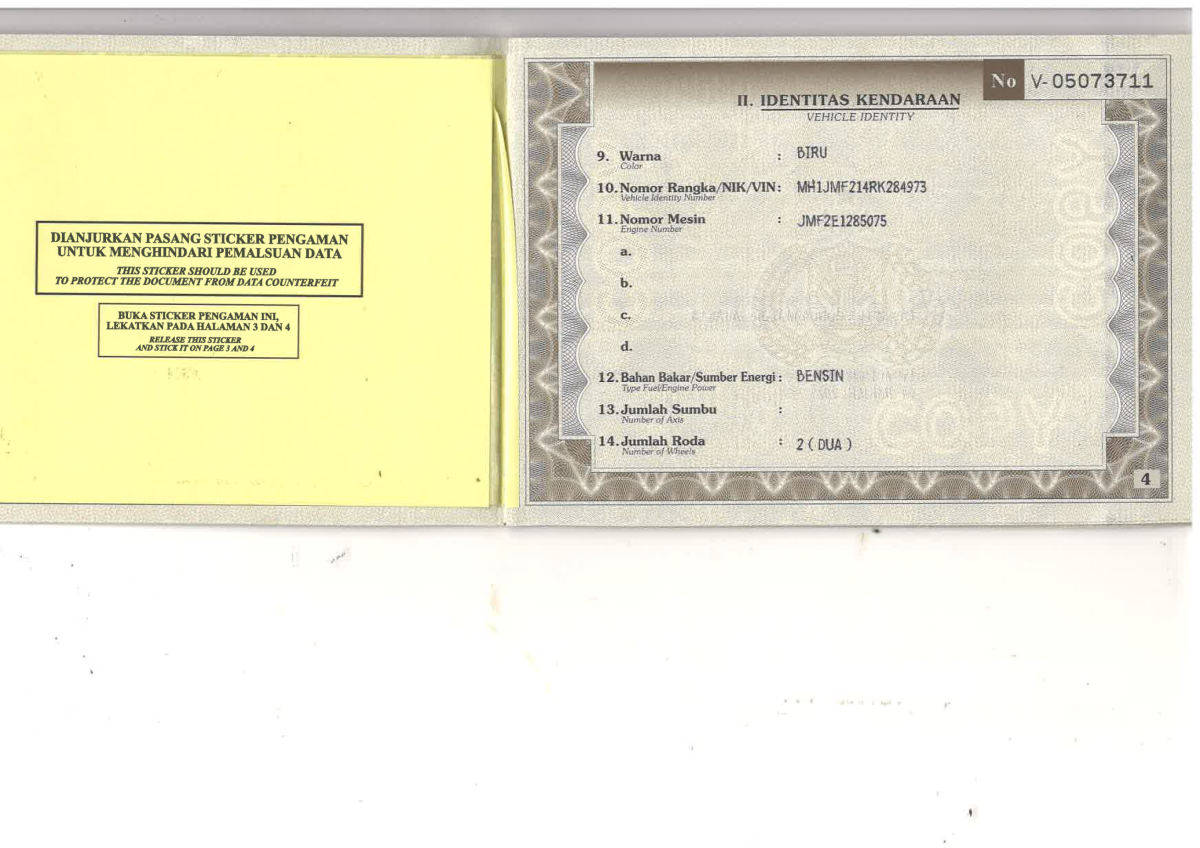 DIANJURKAN PASANG STICKER PENGAMAN
UNTUK MENGHINDARI PEMALSUAN DATA
THIS STICKER SHOULD BE USED
TO PROTECT THE DOCUMENT FROM DATA COUNTERFEIT
BUKA STICKER PENGAMAN INI,
LEKATKAN PADA HALAMAN 3 DAN 4
RELEASE THIS STICKER
AND STICK IT ON PAGE 3 AND 4
No V-05073711
II. IDENTITAS KENDARAAN
VEHICLE IDENTITY
9. Warna : BIRU
Color
10. Nomor Rangka/NIK/VIN : MH1JMF214RK284973
Vehicle Identity Number
11. Nomor Mesin : JMF2E1285075
Engine Number
a.
b.
c.
d.
12. Bahan Bakar/Sumber Energi : BENSIN
Type Fuel/Engine Power
13. Jumlah Sumbu :
Number of Axis
14. Jumlah Roda : 2 ( DUA )
Number of Wheels
COPY
4